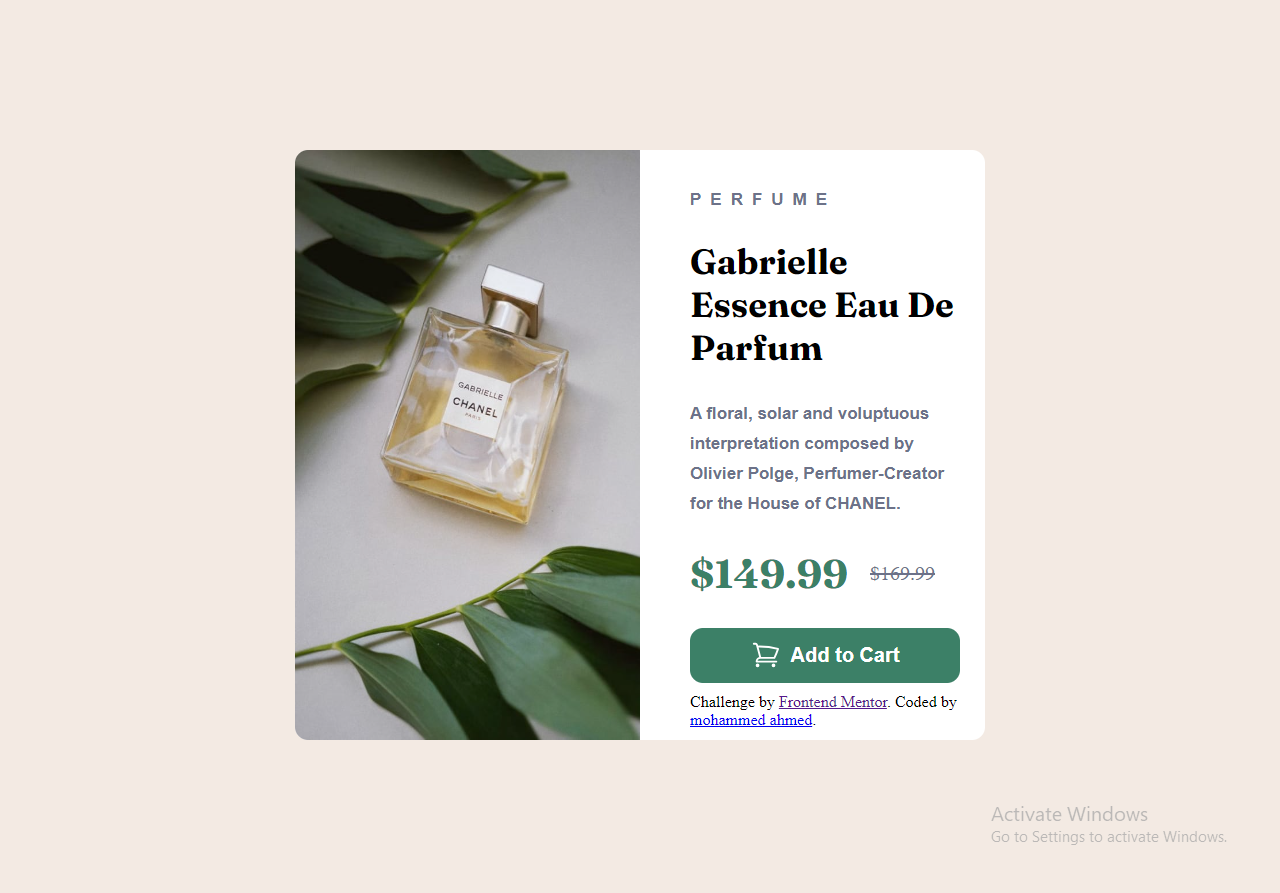 GABRIELLE
CHANEL
PARIS
PERFUME
Gabrielle
Essence Eau De
Parfum
A floral, solar and voluptuous
interpretation composed by
Olivier Polge, Perfumer-Creator
for the House of CHANEL.
$149.99 $169.99
Add to Cart
Challenge by Frontend Mentor. Coded by
mohammed ahmed.
Activate Windows
Go to Settings to activate Windows.